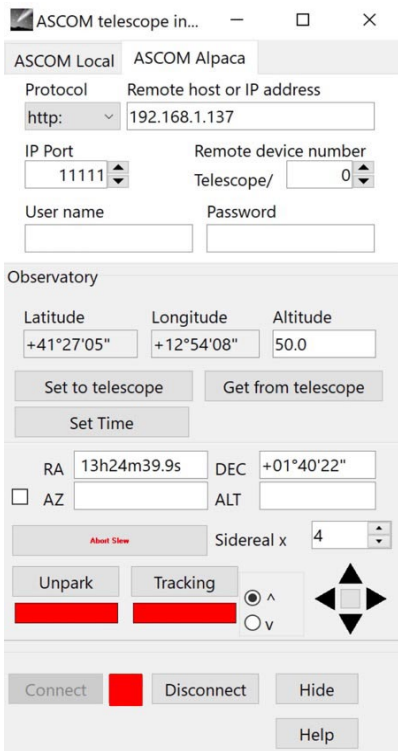 ASCOM telescope in...
ASCOM Local ASCOM Alpaca
Protocol Remote host or IP address
http: 192.168.1.137
IP Port Remote device number
11111 Telescope/ 0
User name Password
Observatory
Latitude Longitude Altitude
+41°27'05" +12°54'08" 50.0
Set to telescope Get from telescope
Set Time
RA 13h24m39.9s DEC +01°40'22"
AZ ALT
Abort Slew Sidereal x 4
Unpark Tracking
^
v
Connect Disconnect Hide
Help